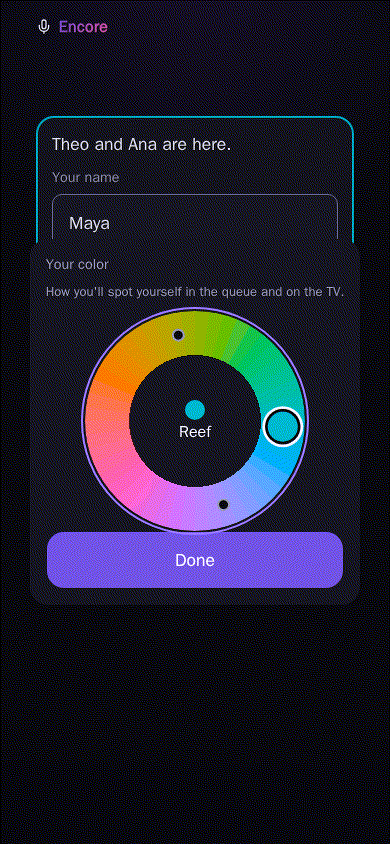 Encore
Theo and Ana are here.
Your name
Maya
Your color
How you'll spot yourself in the queue and on the TV.
Reef
Done